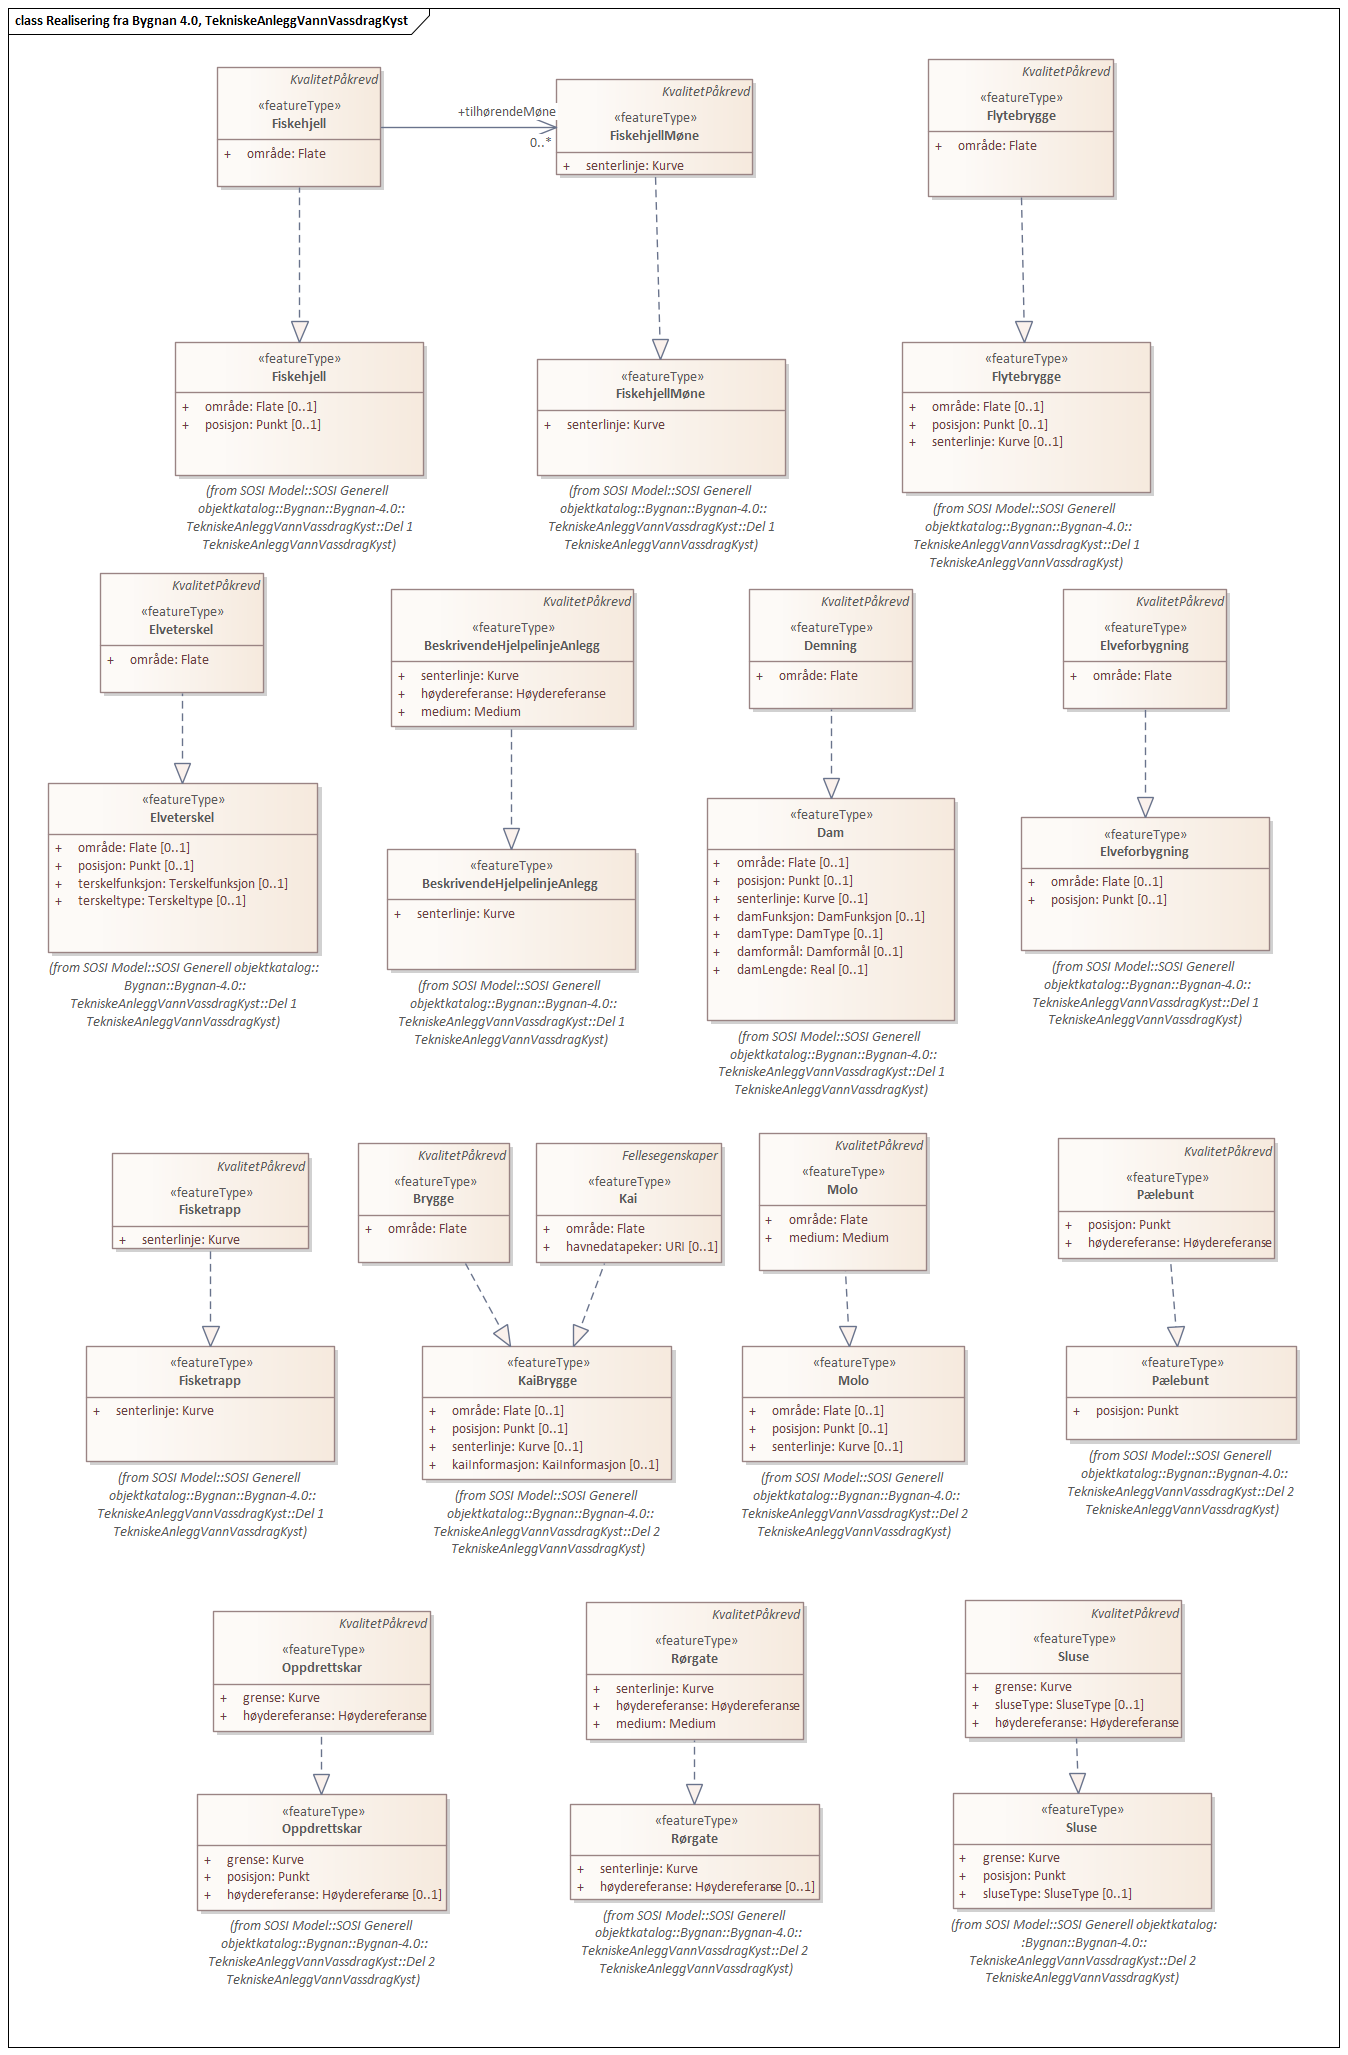 class Realisering fra Bygnan 4.0, TekniskeAnleggVannVassdragKyst
KvalitetPåkrevd
«featureType»
Fiskehjell
+ område: Flate
+tilhørendeMøne
0..*
KvalitetPåkrevd
«featureType»
FiskehjellMøne
+ senterlinje: Kurve
KvalitetPåkrevd
«featureType»
Flytebrygge
+ område: Flate
«featureType»
Fiskehjell
+ område: Flate [0..1]
+ posisjon: Punkt [0..1]
(from SOSI Model::SOSI Generell
objektkatalog::Bygnan::Bygnan-4.0::
TekniskeAnleggVannVassdragKyst::Del 1
TekniskeAnleggVannVassdragKyst)
«featureType»
FiskehjellMøne
+ senterlinje: Kurve
(from SOSI Model::SOSI Generell
objektkatalog::Bygnan::Bygnan-4.0::
TekniskeAnleggVannVassdragKyst::Del 1
TekniskeAnleggVannVassdragKyst)
«featureType»
Flytebrygge
+ område: Flate [0..1]
+ posisjon: Punkt [0..1]
+ senterlinje: Kurve [0..1]
(from SOSI Model::SOSI Generell
objektkatalog::Bygnan::Bygnan-4.0::
TekniskeAnleggVannVassdragKyst::Del 1
TekniskeAnleggVannVassdragKyst)
KvalitetPåkrevd
«featureType»
Elveterskel
+ område: Flate
KvalitetPåkrevd
«featureType»
BeskrivendeHjelpelinjeAnlegg
+ senterlinje: Kurve
+ høydereferanse: Høydereferanse
+ medium: Medium
KvalitetPåkrevd
«featureType»
Demning
+ område: Flate
KvalitetPåkrevd
«featureType»
Elveforbygning
+ område: Flate
«featureType»
Elveterskel
+ område: Flate [0..1]
+ posisjon: Punkt [0..1]
+ terskelfunksjon: Terskelfunksjon [0..1]
+ terskeltype: Terskeltype [0..1]
(from SOSI Model::SOSI Generell objektkatalog::
Bygnan::Bygnan-4.0::
TekniskeAnleggVannVassdragKyst::Del 1
TekniskeAnleggVannVassdragKyst)
«featureType»
BeskrivendeHjelpelinjeAnlegg
+ senterlinje: Kurve
(from SOSI Model::SOSI Generell
objektkatalog::Bygnan::Bygnan-4.0::
TekniskeAnleggVannVassdragKyst::Del 1
TekniskeAnleggVannVassdragKyst)
«featureType»
Dam
+ område: Flate [0..1]
+ posisjon: Punkt [0..1]
+ senterlinje: Kurve [0..1]
+ damFunksjon: DamFunksjon [0..1]
+ damType: DamType [0..1]
+ damformål: Damformål [0..1]
+ damLengde: Real [0..1]
(from SOSI Model::SOSI Generell
objektkatalog::Bygnan::Bygnan-4.0::
TekniskeAnleggVannVassdragKyst::Del 1
TekniskeAnleggVannVassdragKyst)
«featureType»
Elveforbygning
+ område: Flate [0..1]
+ posisjon: Punkt [0..1]
(from SOSI Model::SOSI Generell
objektkatalog::Bygnan::Bygnan-4.0::
TekniskeAnleggVannVassdragKyst::Del 1
TekniskeAnleggVannVassdragKyst)
KvalitetPåkrevd
«featureType»
Fisketrapp
+ senterlinje: Kurve
KvalitetPåkrevd
«featureType»
Brygge
+ område: Flate
Fellesegenskaper
«featureType»
Kai
+ område: Flate
+ havnedatapeker: URI [0..1]
KvalitetPåkrevd
«featureType»
Molo
+ område: Flate
+ medium: Medium
KvalitetPåkrevd
«featureType»
Pælebunt
+ posisjon: Punkt
+ høydereferanse: Høydereferanse
«featureType»
Fisketrapp
+ senterlinje: Kurve
(from SOSI Model::SOSI Generell
objektkatalog::Bygnan::Bygnan-4.0::
TekniskeAnleggVannVassdragKyst::Del 1
TekniskeAnleggVannVassdragKyst)
«featureType»
KaiBrygge
+ område: Flate [0..1]
+ posisjon: Punkt [0..1]
+ senterlinje: Kurve [0..1]
+ kaiInformasjon: KaiInformasjon [0..1]
(from SOSI Model::SOSI Generell
objektkatalog::Bygnan::Bygnan-4.0::
TekniskeAnleggVannVassdragKyst::Del 2
TekniskeAnleggVannVassdragKyst)
«featureType»
Molo
+ område: Flate [0..1]
+ posisjon: Punkt [0..1]
+ senterlinje: Kurve [0..1]
(from SOSI Model::SOSI Generell
objektkatalog::Bygnan::Bygnan-4.0::
TekniskeAnleggVannVassdragKyst::Del 2
TekniskeAnleggVannVassdragKyst)
«featureType»
Pælebunt
+ posisjon: Punkt
(from SOSI Model::SOSI Generell
objektkatalog::Bygnan::Bygnan-4.0::
TekniskeAnleggVannVassdragKyst::Del 2
TekniskeAnleggVannVassdragKyst)
KvalitetPåkrevd
«featureType»
Oppdrettskar
+ grense: Kurve
+ høydereferanse: Høydereferanse
KvalitetPåkrevd
«featureType»
Rørgate
+ senterlinje: Kurve
+ høydereferanse: Høydereferanse
+ medium: Medium
KvalitetPåkrevd
«featureType»
Sluse
+ grense: Kurve
+ sluseType: SluseType [0..1]
+ høydereferanse: Høydereferanse
«featureType»
Oppdrettskar
+ grense: Kurve
+ posisjon: Punkt
+ høydereferanse: Høydereferanse [0..1]
(from SOSI Model::SOSI Generell
objektkatalog::Bygnan::Bygnan-4.0::
TekniskeAnleggVannVassdragKyst::Del 2
TekniskeAnleggVannVassdragKyst)
«featureType»
Rørgate
+ senterlinje: Kurve
+ høydereferanse: Høydereferanse [0..1]
(from SOSI Model::SOSI Generell
objektkatalog::Bygnan::Bygnan-4.0::
TekniskeAnleggVannVassdragKyst::Del 2
TekniskeAnleggVannVassdragKyst)
«featureType»
Sluse
+ grense: Kurve
+ posisjon: Punkt
+ sluseType: SluseType [0..1]
(from SOSI Model::SOSI Generell objektkatalog:
:Bygnan::Bygnan-4.0::
TekniskeAnleggVannVassdragKyst::Del 2
TekniskeAnleggVannVassdragKyst)